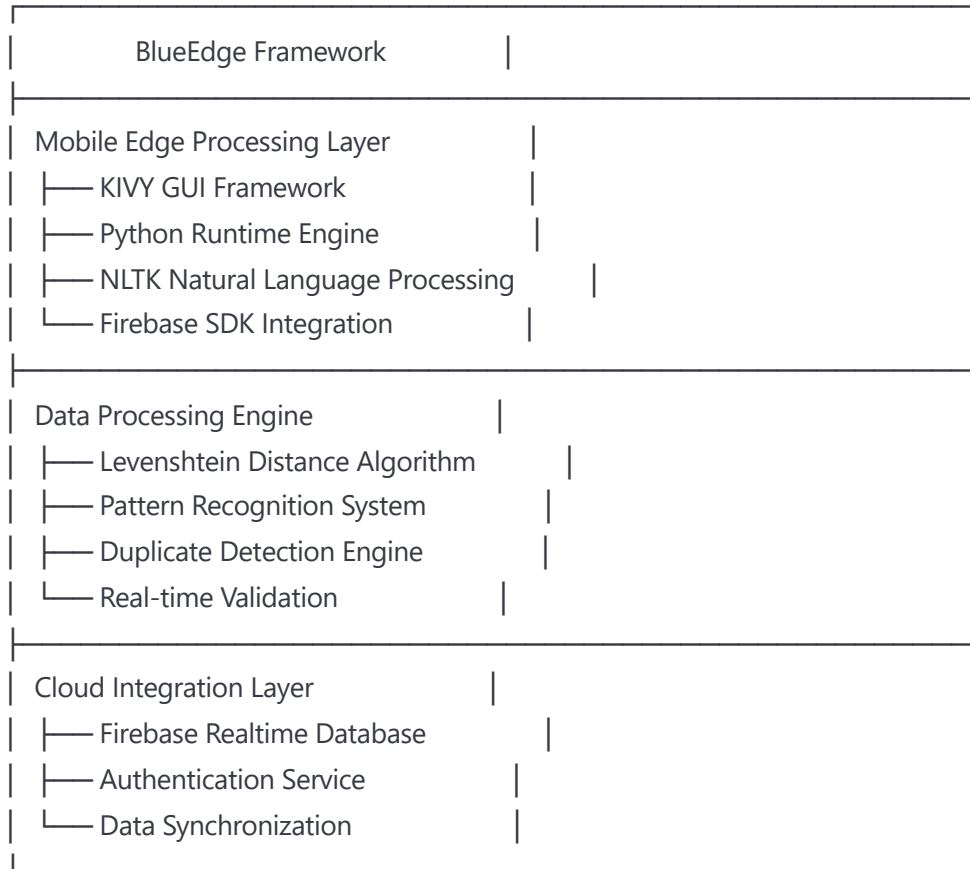 BlueEdge Framework
Mobile Edge Processing Layer
├── KIVY GUI Framework
├── Python Runtime Engine
├── NLTK Natural Language Processing
└── Firebase SDK Integration
Data Processing Engine
├── Levenshtein Distance Algorithm
├── Pattern Recognition System
├── Duplicate Detection Engine
└── Real-time Validation
Cloud Integration Layer
├── Firebase Realtime Database
├── Authentication Service
└── Data Synchronization